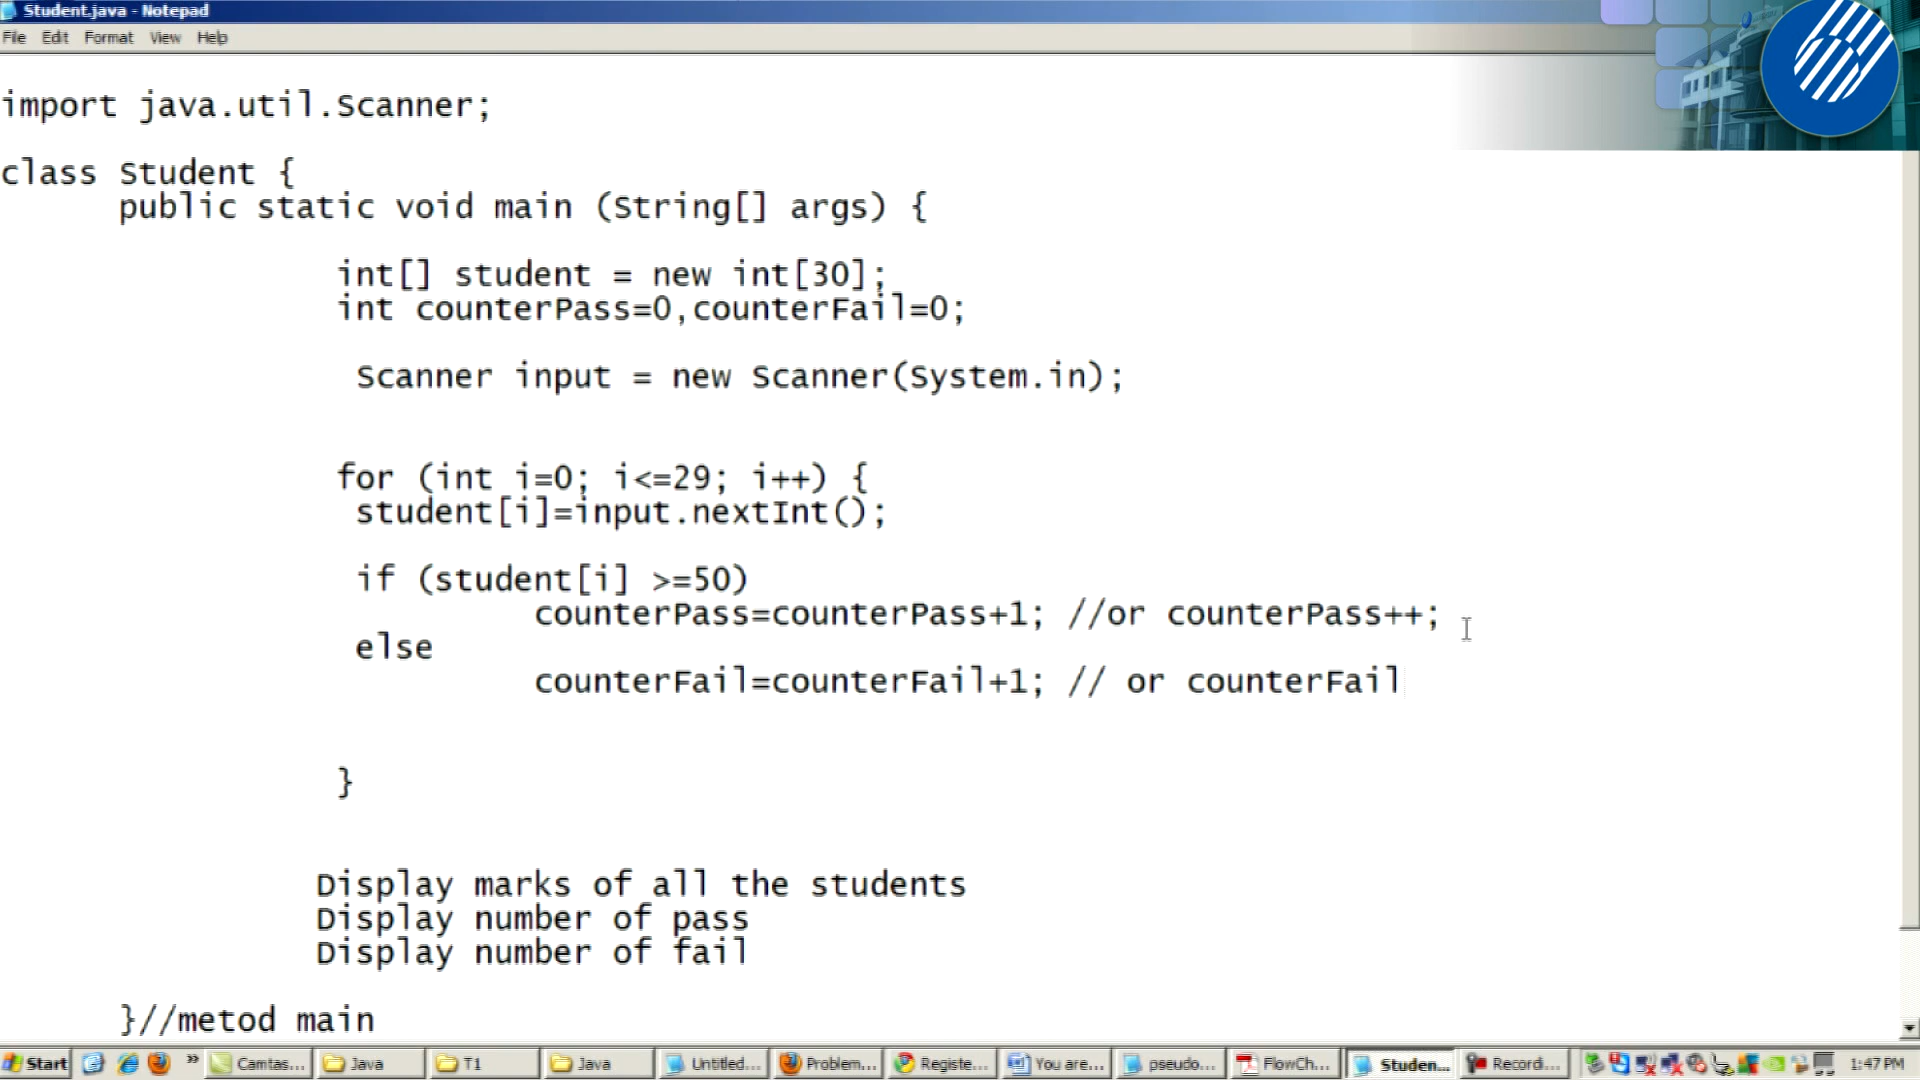 Student.java - Notepad
File Edit Format View Help
import java.util.Scanner;
class Student {
public static void main (String[] args) {
int[] student = new int[30];
int counterPass=0,counterFail=0;
Scanner input = new Scanner(System.in);
for (int i=0; i<=29; i++) {
student[i]=input.nextInt();
if (student[i] >=50)
counterPass=counterPass+1; //or counterPass++;
else
counterFail=counterFail+1; // or counterFail
}
Display marks of all the students
Display number of pass
Display number of fail
}//metod main
Start » Camtas... Java T1 Java Untitled... Problem... Registe... You are... pseudo... FlowCh... Studen... Recordi... 1:47 PM